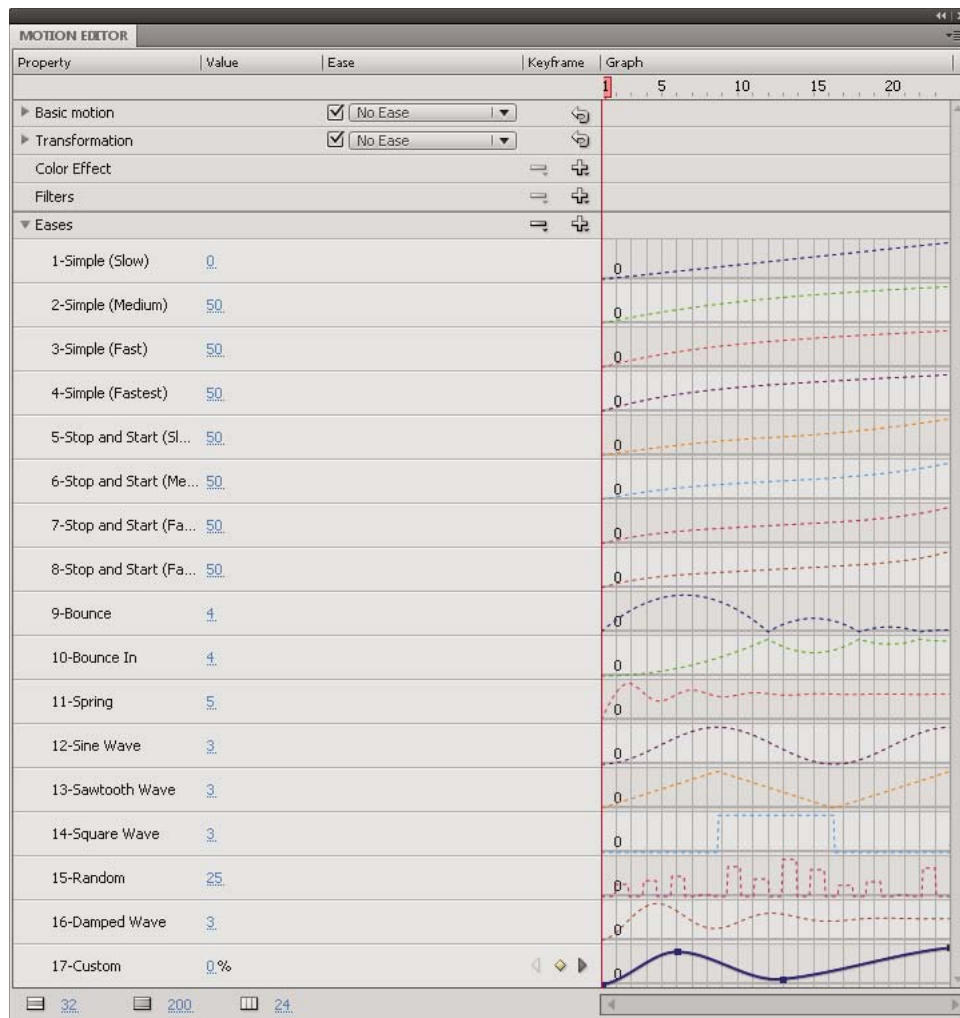 MOTION EDITOR
Property Value Ease Keyframe Graph
1 5 10 15 20
Basic motion No Ease
Transformation No Ease
Color Effect
Filters
Eases
1-Simple (Slow) 0 0
2-Simple (Medium) 50 0
3-Simple (Fast) 50 0
4-Simple (Fastest) 50 0
5-Stop and Start (Sl... 50 0
6-Stop and Start (Me... 50 0
7-Stop and Start (Fa... 50 0
8-Stop and Start (Fa... 50 0
9-Bounce 4 0
10-Bounce In 4 0
11-Spring 5 0
12-Sine Wave 3 0
13-Sawtooth Wave 3 0
14-Square Wave 3 0
15-Random 25 0
16-Damped Wave 3 0
17-Custom 0 % 0
32 200 24